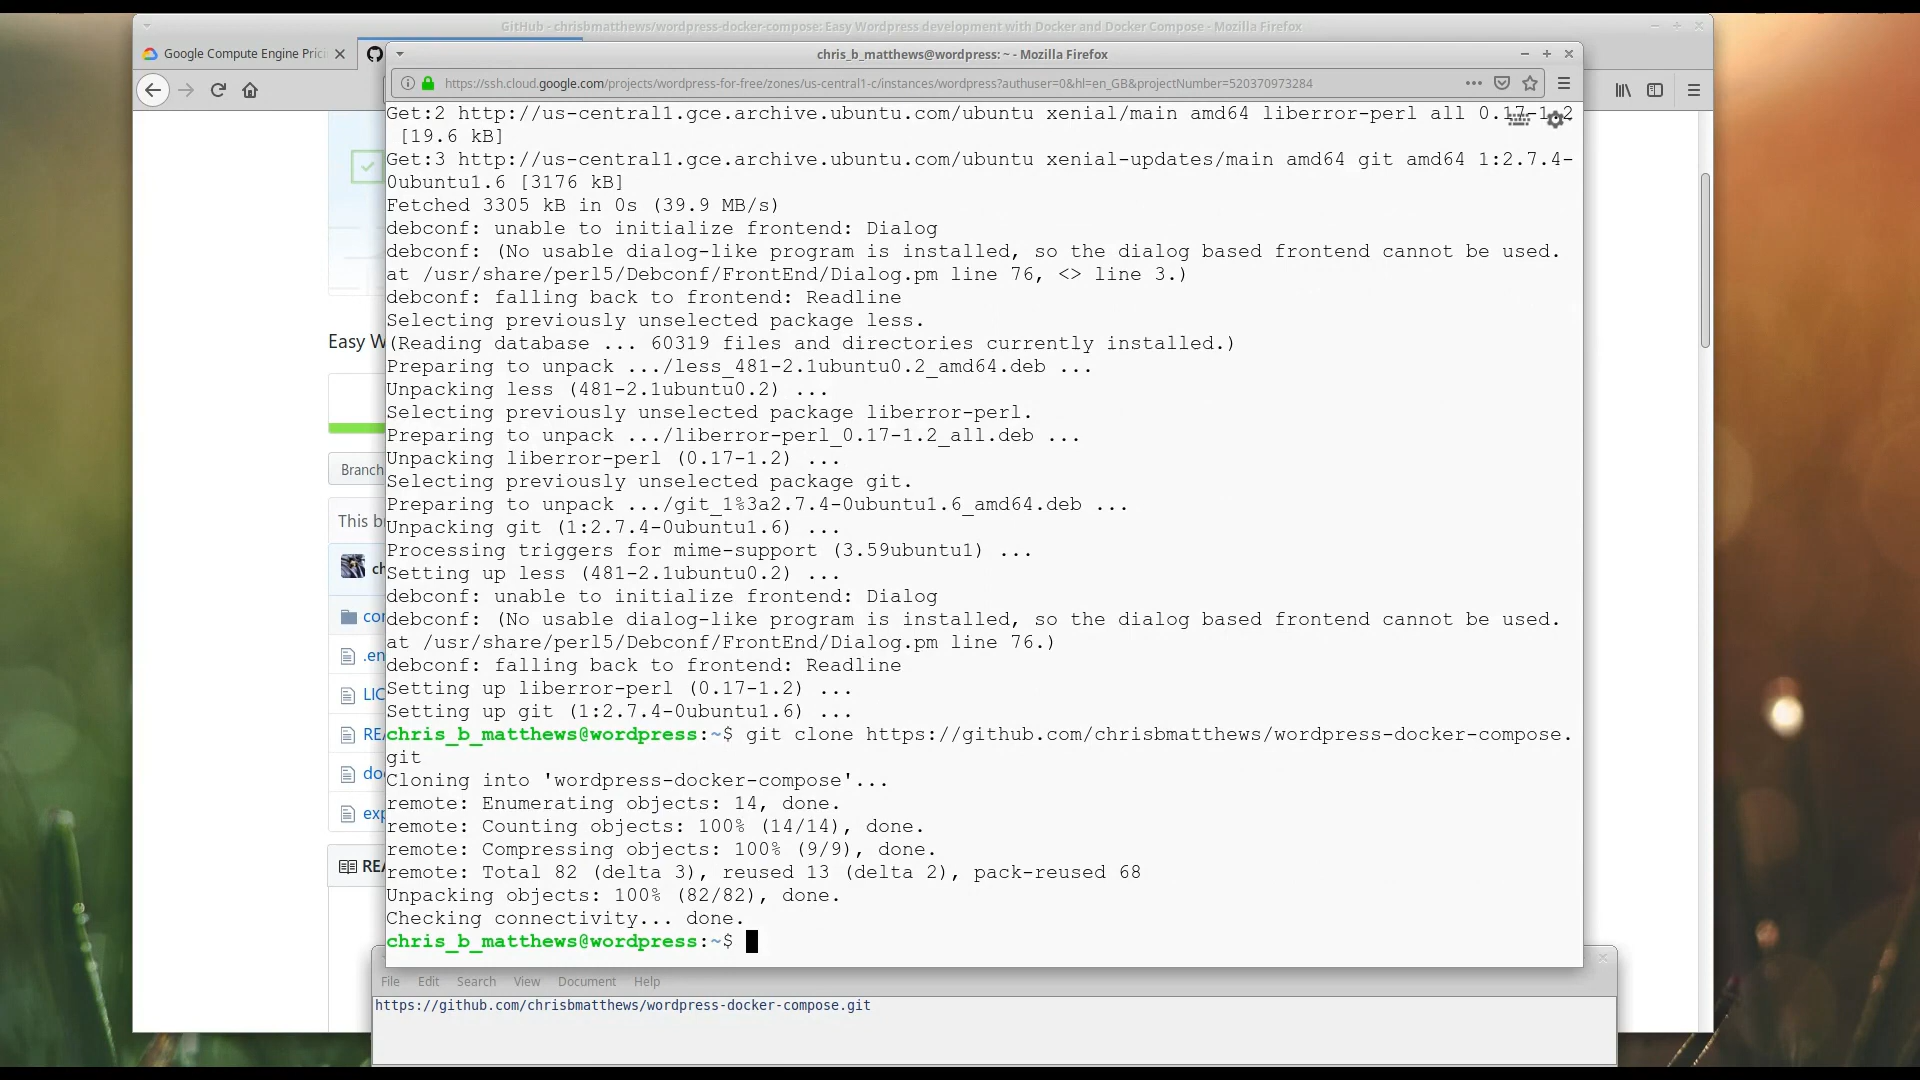 GitHub - chrisbmatthews/wordpress-docker-compose: Easy Wordpress development with Docker and Docker Compose - Mozilla Firefox
Google Compute Engine Pric
chris_b_matthews@wordpress: ~ - Mozilla Firefox
https://ssh.cloud.google.com/projects/wordpress-for-free/zones/us-central1-c/instances/wordpress?authuser=0&hl=en_GB&projectNumber=520370973284
Get:2 http://us-central1.gce.archive.ubuntu.com/ubuntu xenial/main amd64 liberror-perl all 0.17-1.2
[19.6 kB]
Get:3 http://us-central1.gce.archive.ubuntu.com/ubuntu xenial-updates/main amd64 git amd64 1:2.7.4-
0ubuntu1.6 [3176 kB]
Fetched 3305 kB in 0s (39.9 MB/s)
debconf: unable to initialize frontend: Dialog
debconf: (No usable dialog-like program is installed, so the dialog based frontend cannot be used.
at /usr/share/perl5/Debconf/FrontEnd/Dialog.pm line 76, <> line 3.)
debconf: falling back to frontend: Readline
Selecting previously unselected package less.
(Reading database ... 60319 files and directories currently installed.)
Preparing to unpack .../less_481-2.1ubuntu0.2_amd64.deb ...
Unpacking less (481-2.1ubuntu0.2) ...
Selecting previously unselected package liberror-perl.
Preparing to unpack .../liberror-perl_0.17-1.2_all.deb ...
Unpacking liberror-perl (0.17-1.2) ...
Selecting previously unselected package git.
Preparing to unpack .../git_1%3a2.7.4-0ubuntu1.6_amd64.deb ...
Unpacking git (1:2.7.4-0ubuntu1.6) ...
Processing triggers for mime-support (3.59ubuntu1) ...
Setting up less (481-2.1ubuntu0.2) ...
debconf: unable to initialize frontend: Dialog
debconf: (No usable dialog-like program is installed, so the dialog based frontend cannot be used.
at /usr/share/perl5/Debconf/FrontEnd/Dialog.pm line 76.)
debconf: falling back to frontend: Readline
Setting up liberror-perl (0.17-1.2) ...
Setting up git (1:2.7.4-0ubuntu1.6) ...
chris_b_matthews@wordpress:~$ git clone https://github.com/chrisbmatthews/wordpress-docker-compose.
git
Cloning into 'wordpress-docker-compose'...
remote: Enumerating objects: 14, done.
remote: Counting objects: 100% (14/14), done.
remote: Compressing objects: 100% (9/9), done.
remote: Total 82 (delta 3), reused 13 (delta 2), pack-reused 68
Unpacking objects: 100% (82/82), done.
Checking connectivity... done.
chris_b_matthews@wordpress:~$
Easy W
Branch
This b
ch
con
.en
LIC
REA
doc
exp
REA
File Edit Search View Document Help
https://github.com/chrisbmatthews/wordpress-docker-compose.git